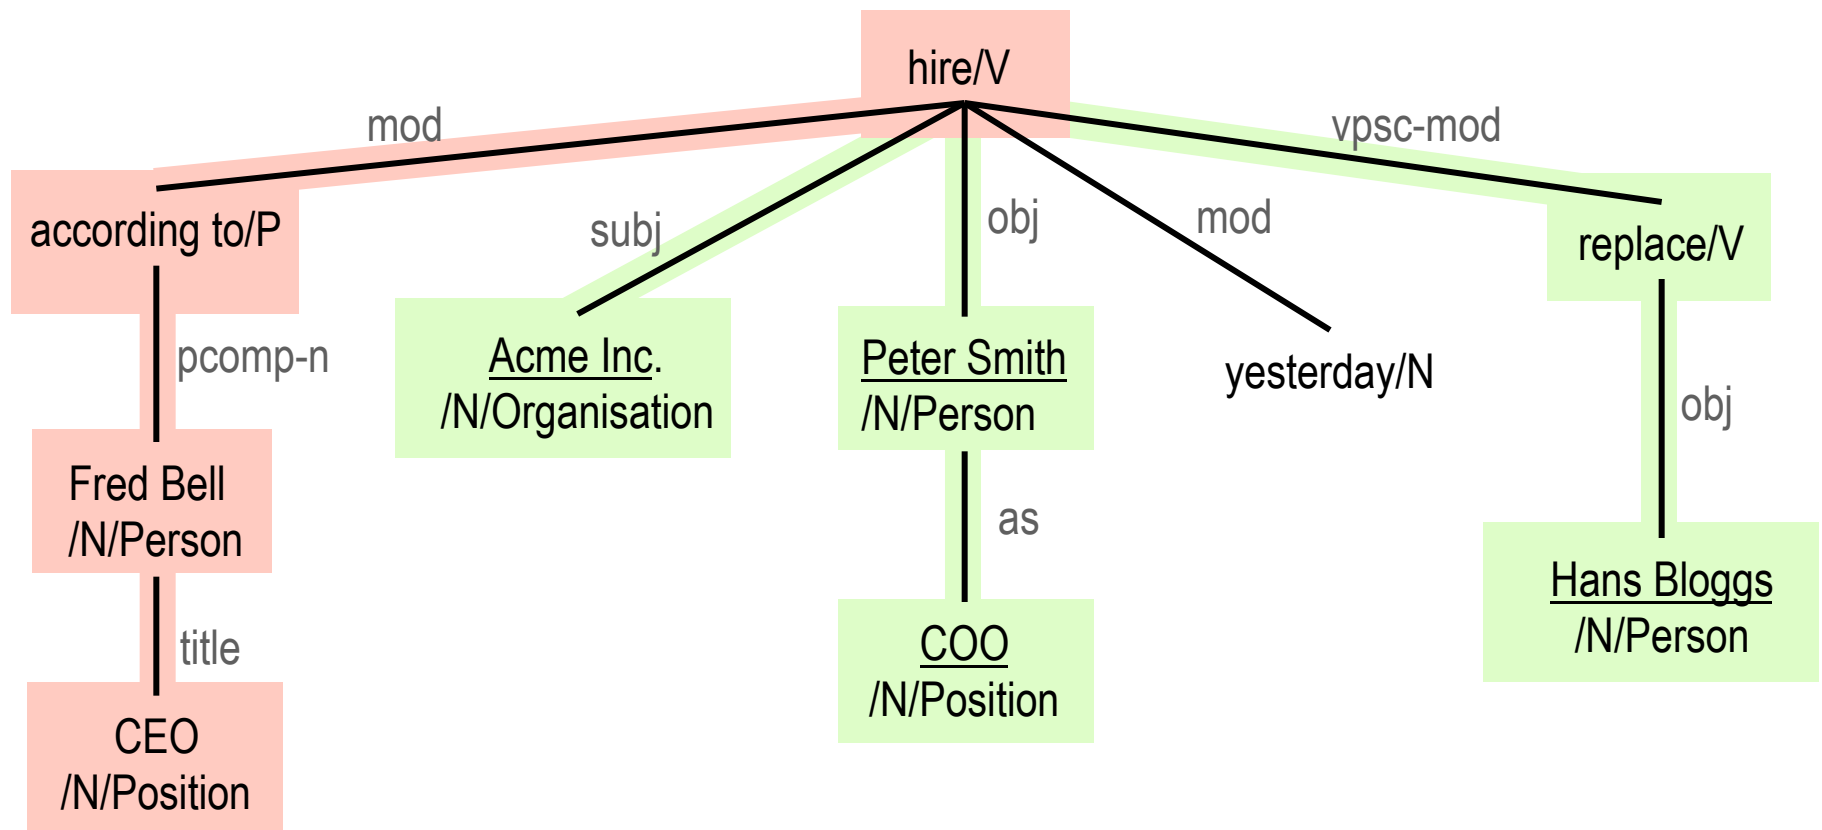 hire/V
mod
vpsc-mod
according to/P
subj
obj
mod
replace/V
pcomp-n
Acme Inc.
/N/Organisation
Peter Smith
/N/Person
yesterday/N
obj
Fred Bell
/N/Person
as
Hans Bloggs
/N/Person
title
COO
/N/Position
CEO
/N/Position